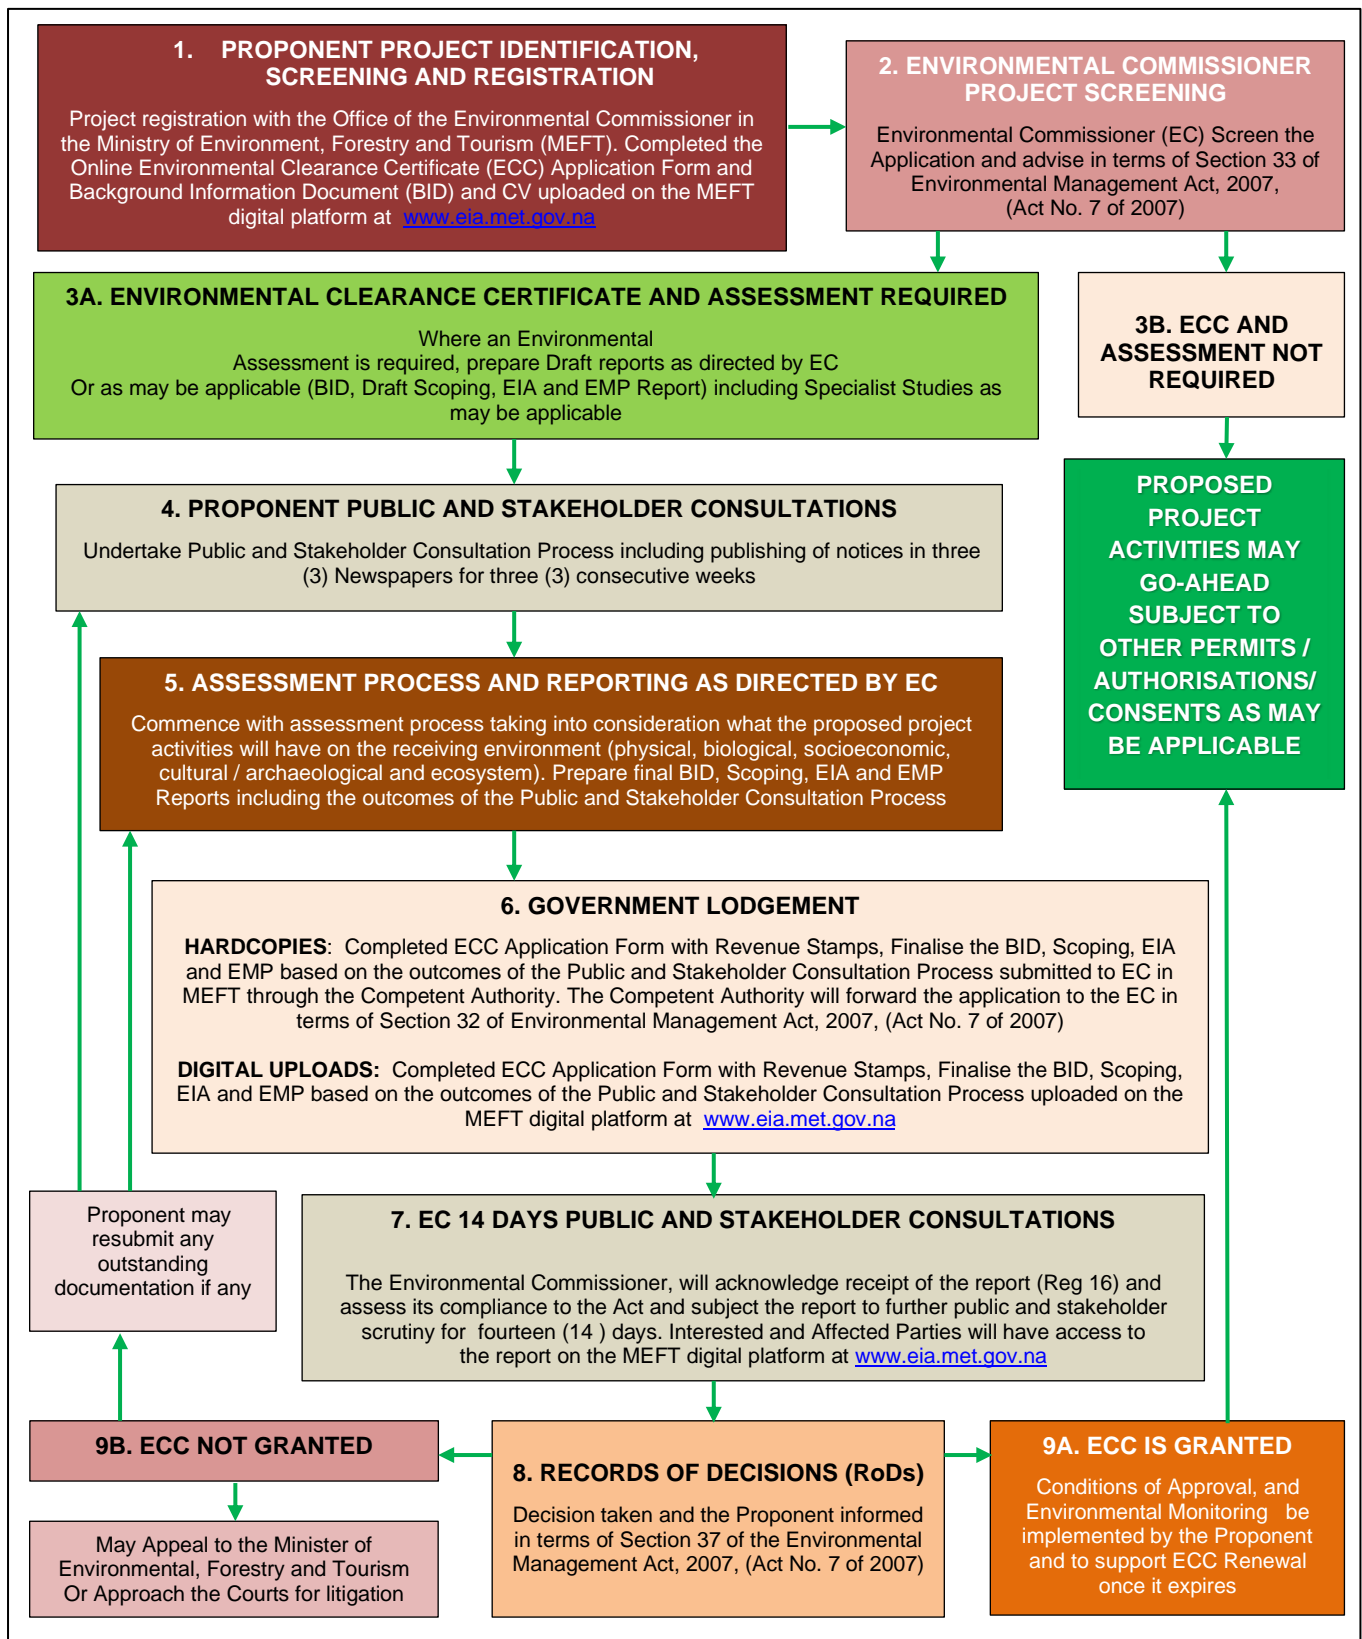 1. PROPONENT PROJECT IDENTIFICATION,
SCREENING AND REGISTRATION
Project registration with the Office of the Environmental Commissioner in
the Ministry of Environment, Forestry and Tourism (MEFT). Completed the
Online Environmental Clearance Certificate (ECC) Application Form and
Background Information Document (BID) and CV uploaded on the MEFT
digital platform at www.eia.met.gov.na
2. ENVIRONMENTAL COMMISSIONER
PROJECT SCREENING
Environmental Commissioner (EC) Screen the
Application and advise in terms of Section 33 of
Environmental Management Act, 2007,
(Act No. 7 of 2007)
3A. ENVIRONMENTAL CLEARANCE CERTIFICATE AND ASSESSMENT REQUIRED
Where an Environmental
Assessment is required, prepare Draft reports as directed by EC
Or as may be applicable (BID, Draft Scoping, EIA and EMP Report) including Specialist Studies as
may be applicable
3B. ECC AND
ASSESSMENT NOT
REQUIRED
4. PROPONENT PUBLIC AND STAKEHOLDER CONSULTATIONS
Undertake Public and Stakeholder Consultation Process including publishing of notices in three
(3) Newspapers for three (3) consecutive weeks
PROPOSED
PROJECT
ACTIVITIES MAY
GO-AHEAD
SUBJECT TO
OTHER PERMITS /
AUTHORISATIONS/
CONSENTS AS MAY
BE APPLICABLE
5. ASSESSMENT PROCESS AND REPORTING AS DIRECTED BY EC
Commence with assessment process taking into consideration what the proposed project
activities will have on the receiving environment (physical, biological, socioeconomic,
cultural / archaeological and ecosystem). Prepare final BID, Scoping, EIA and EMP
Reports including the outcomes of the Public and Stakeholder Consultation Process
6. GOVERNMENT LODGEMENT
HARDCOPIES: Completed ECC Application Form with Revenue Stamps, Finalise the BID, Scoping, EIA
and EMP based on the outcomes of the Public and Stakeholder Consultation Process submitted to EC in
MEFT through the Competent Authority. The Competent Authority will forward the application to the EC in
terms of Section 32 of Environmental Management Act, 2007, (Act No. 7 of 2007)
DIGITAL UPLOADS: Completed ECC Application Form with Revenue Stamps, Finalise the BID, Scoping,
EIA and EMP based on the outcomes of the Public and Stakeholder Consultation Process uploaded on the
MEFT digital platform at www.eia.met.gov.na
Proponent may
resubmit any
outstanding
documentation if any
7. EC 14 DAYS PUBLIC AND STAKEHOLDER CONSULTATIONS
The Environmental Commissioner, will acknowledge receipt of the report (Reg 16) and
assess its compliance to the Act and subject the report to further public and stakeholder
scrutiny for fourteen (14 ) days. Interested and Affected Parties will have access to
the report on the MEFT digital platform at www.eia.met.gov.na
9B. ECC NOT GRANTED
8. RECORDS OF DECISIONS (RoDs)
Decision taken and the Proponent informed
in terms of Section 37 of the Environmental
Management Act, 2007, (Act No. 7 of 2007)
9A. ECC IS GRANTED
Conditions of Approval, and
Environmental Monitoring be
implemented by the Proponent
and to support ECC Renewal
once it expires
May Appeal to the Minister of
Environmental, Forestry and Tourism
Or Approach the Courts for litigation